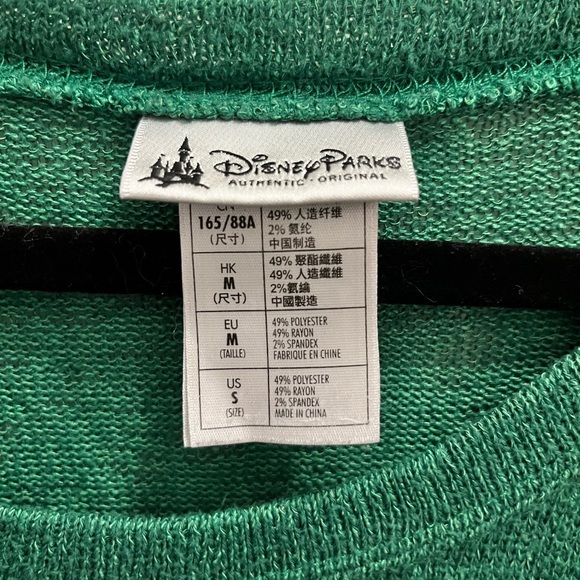 Disney Parks
AUTHENTIC • ORIGINAL
CN
165/88A
(尺寸)
49% 人造纤维
2% 氨纶
中国制造
HK
M
(尺寸)
49% 聚酯纖維
49% 人造纖維
2%氨綸
中國製造
EU
M
(TAILLE)
49% POLYESTER
49% RAYON
2% SPANDEX
FABRIQUE EN CHINE
US
S
(SIZE)
49% POLYESTER
49% RAYON
2% SPANDEX
MADE IN CHINA